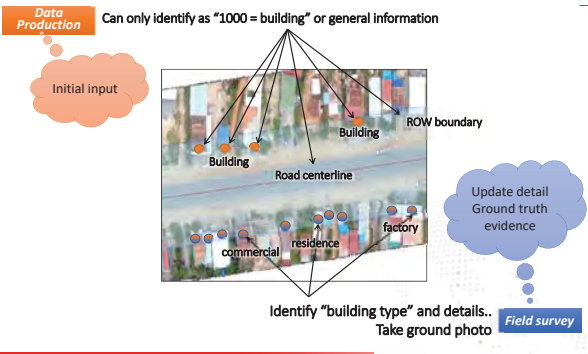 Data
Production
Can only identify as “1000 = building” or general information
Initial input
ROW boundary
Building
Building
Road centerline
Update detail
Ground truth
evidence
factory
residence
commercial
Identify “building type” and details..
Take ground photo
Field survey